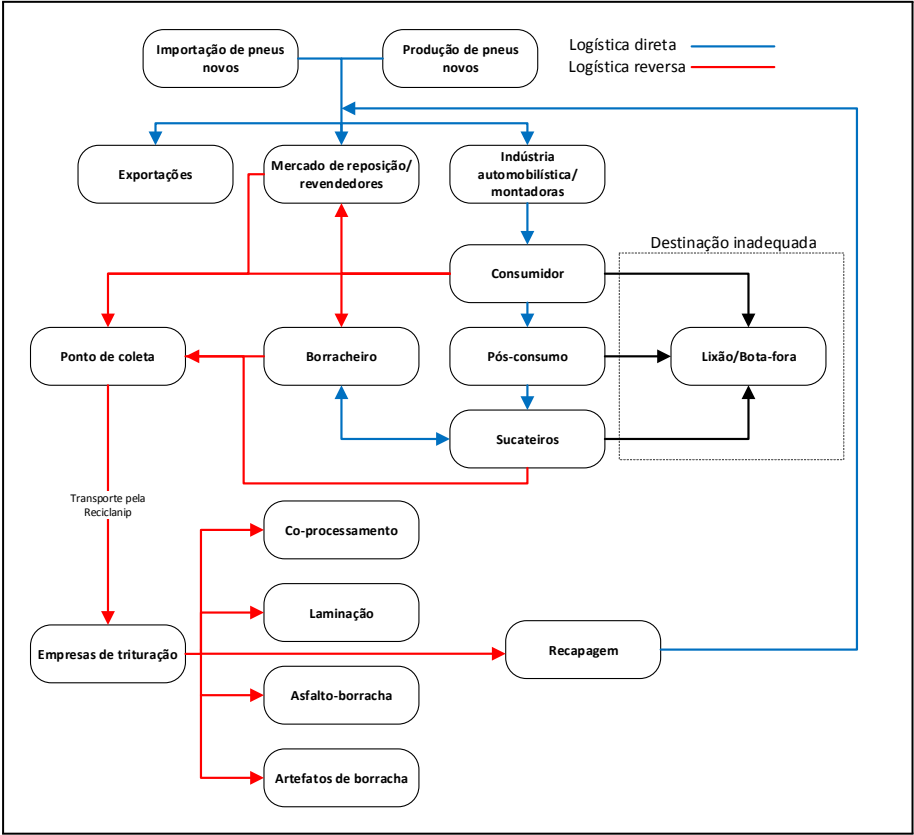 Importação de pneus
novos
Produção de pneus
novos
Logística direta
Logística reversa
Exportações
Mercado de reposição/
revendedores
Indústria
automobilística/
montadoras
Destinação inadequada
Consumidor
Ponto de coleta
Borracheiro
Pós-consumo
Lixão/Bota-fora
Sucateiros
Transporte pela
Reciclanip
Co-processamento
Laminação
Empresas de trituração
Recapagem
Asfalto-borracha
Artefatos de borracha